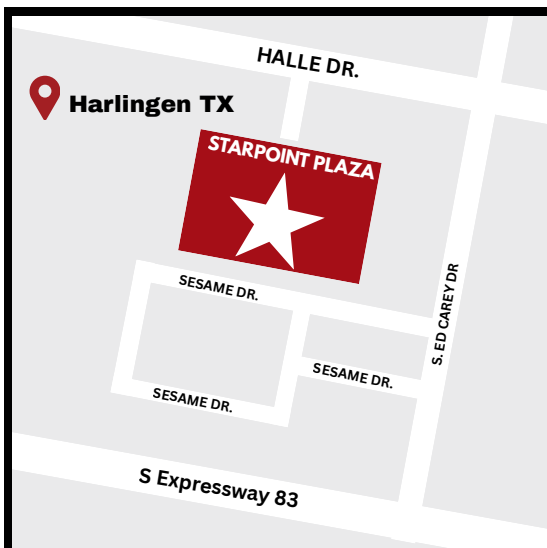 HALLE DR.
Harlingen TX
STARPOINT PLAZA
SESAME DR.
S. ED CAREY DR
SESAME DR.
SESAME DR.
S Expressway 83